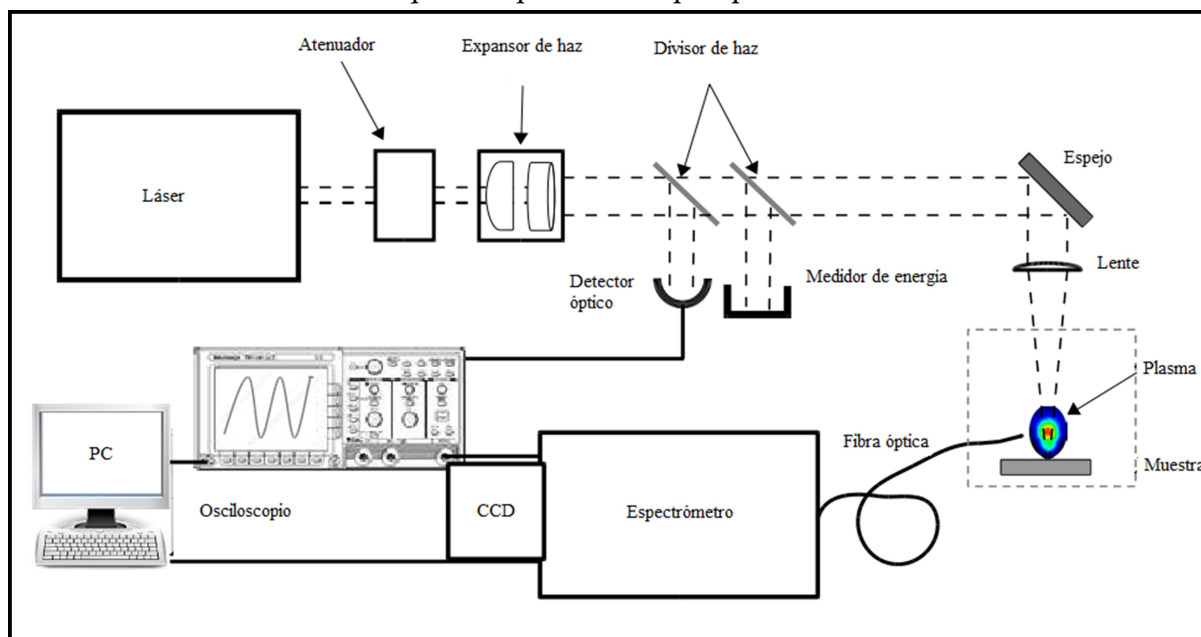 Atenuador
Expansor de haz
Divisor de haz
Láser
Espejo
Lente
Detector
óptico
Medidor de energía
Plasma
Fibra óptica
Muestra
PC
Osciloscopio
CCD
Espectrómetro